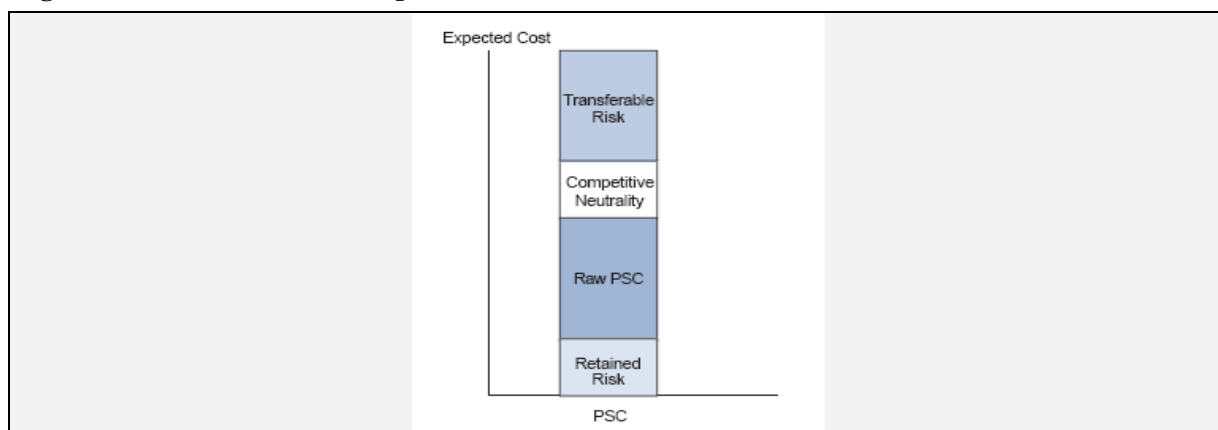 Expected Cost
Transferable
Risk
Competitive
Neutrality
Raw PSC
Retained
Risk
PSC